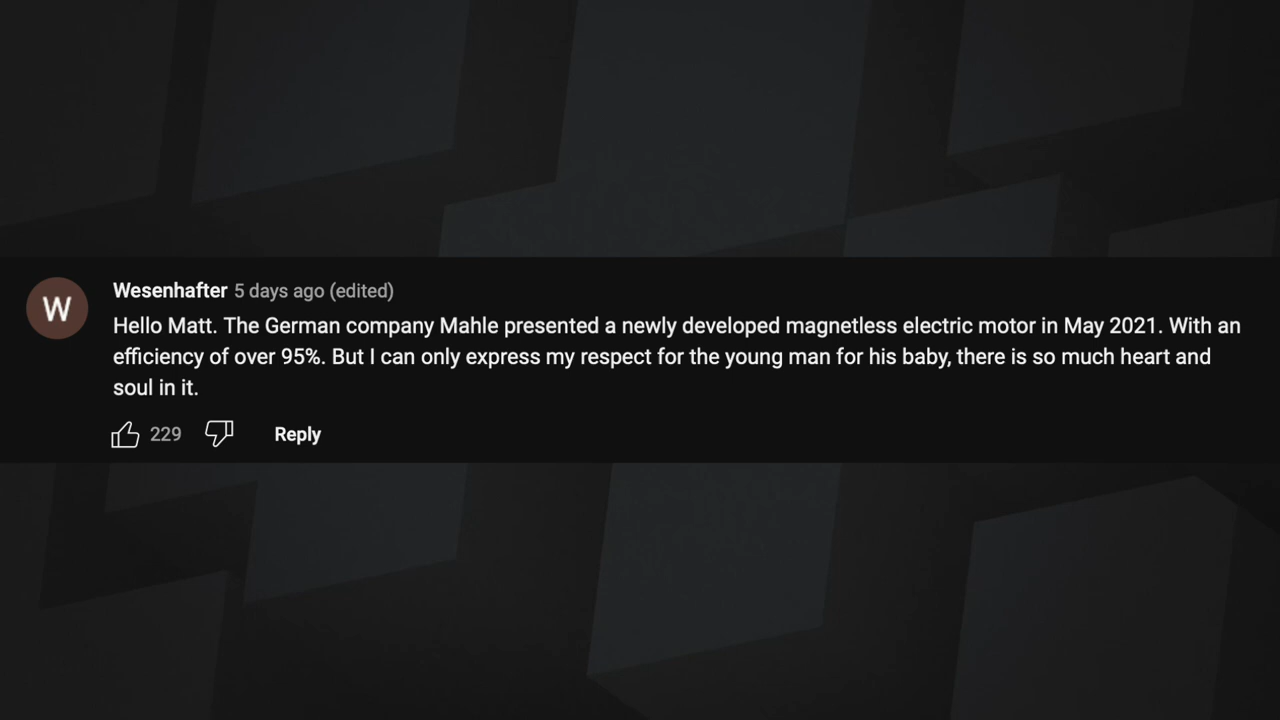 W
Wesenhafter 5 days ago (edited)
Hello Matt. The German company Mahle presented a newly developed magnetless electric motor in May 2021. With an
efficiency of over 95%. But I can only express my respect for the young man for his baby, there is so much heart and
soul in it.
229 Reply